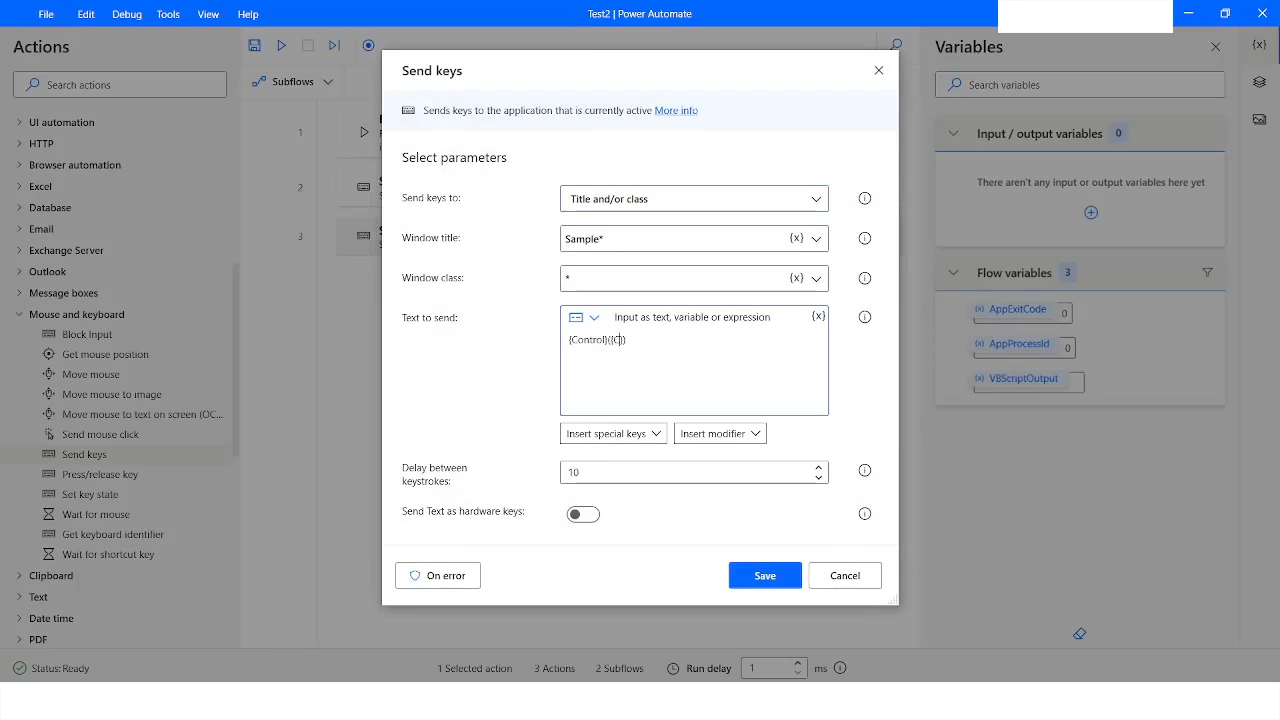 File Edit Debug Tools View Help
Test2 | Power Automate
Actions
Search actions
UI automation
HTTP
Browser automation
Excel
Database
Email
Exchange Server
Outlook
Message boxes
Mouse and keyboard
Block Input
Get mouse position
Move mouse
Move mouse to image
Move mouse to text on screen (OC...
Send mouse click
Send keys
Press/release key
Set key state
Wait for mouse
Get keyboard identifier
Wait for shortcut key
Clipboard
Text
Date time
PDF
Subflows
1
2
3
Send keys
Sends keys to the application that is currently active More info
Select parameters
Send keys to:
Title and/or class
Window title:
Sample*
{x}
Window class:
*
{x}
Text to send:
Input as text, variable or expression
{x}
{Control}({C})
Insert special keys
Insert modifier
Delay between
keystrokes:
10
Send Text as hardware keys:
On error
Save
Cancel
Variables
{x}
Search variables
Input / output variables 0
There aren't any input or output variables here yet
Flow variables 3
{x} AppExitCode 0
{x} AppProcessId 0
{x} VBScriptOutput
Status: Ready
1 Selected action
3 Actions
2 Subflows
Run delay
1
ms